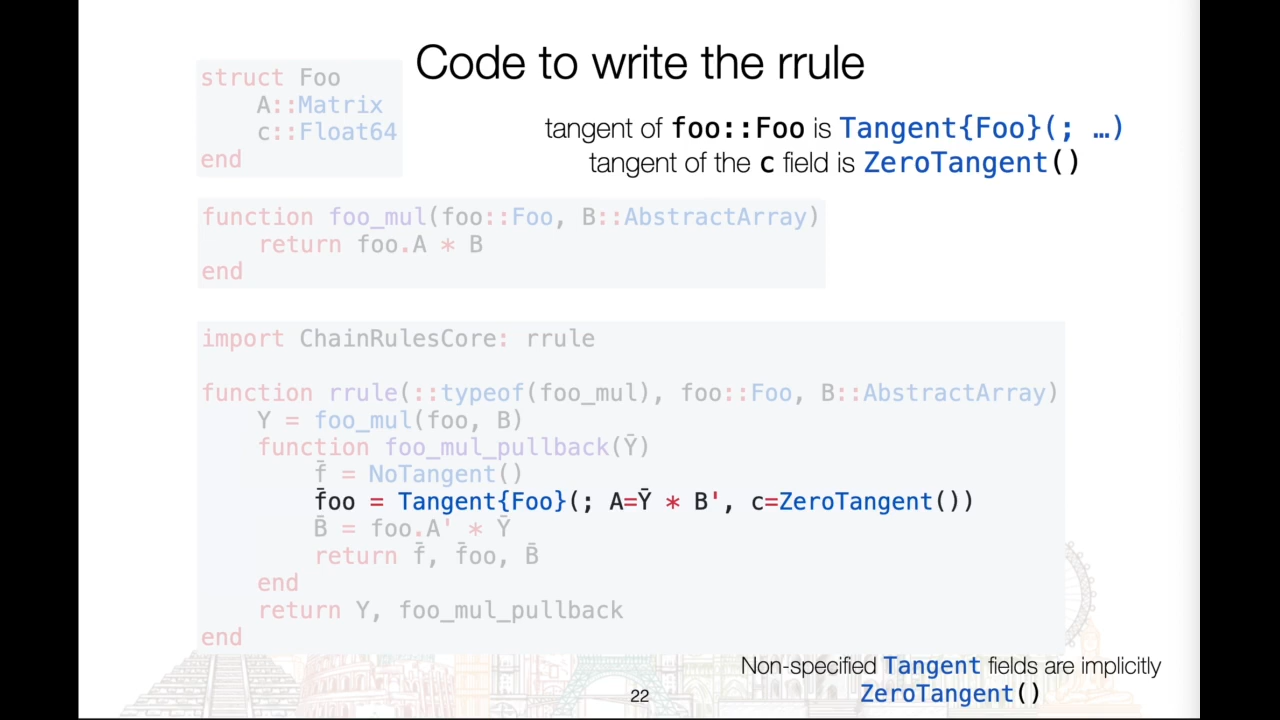 Code to write the rrule
struct Foo
    A::Matrix
    c::Float64
end
tangent of foo::Foo is Tangent{Foo}(; …)
tangent of the c field is ZeroTangent()
function foo_mul(foo::Foo, B::AbstractArray)
    return foo.A * B
end
import ChainRulesCore: rrule
function rrule(::typeof(foo_mul), foo::Foo, B::AbstractArray)
    Y = foo_mul(foo, B)
    function foo_mul_pullback(Ȳ)
        f̄ = NoTangent()
        f̄oo = Tangent{Foo}(; A=Ȳ * B', c=ZeroTangent())
        B̄ = foo.A' * Ȳ
        return f̄, f̄oo, B̄
    end
    return Y, foo_mul_pullback
end
Non-specified Tangent fields are implicitly
ZeroTangent()
22